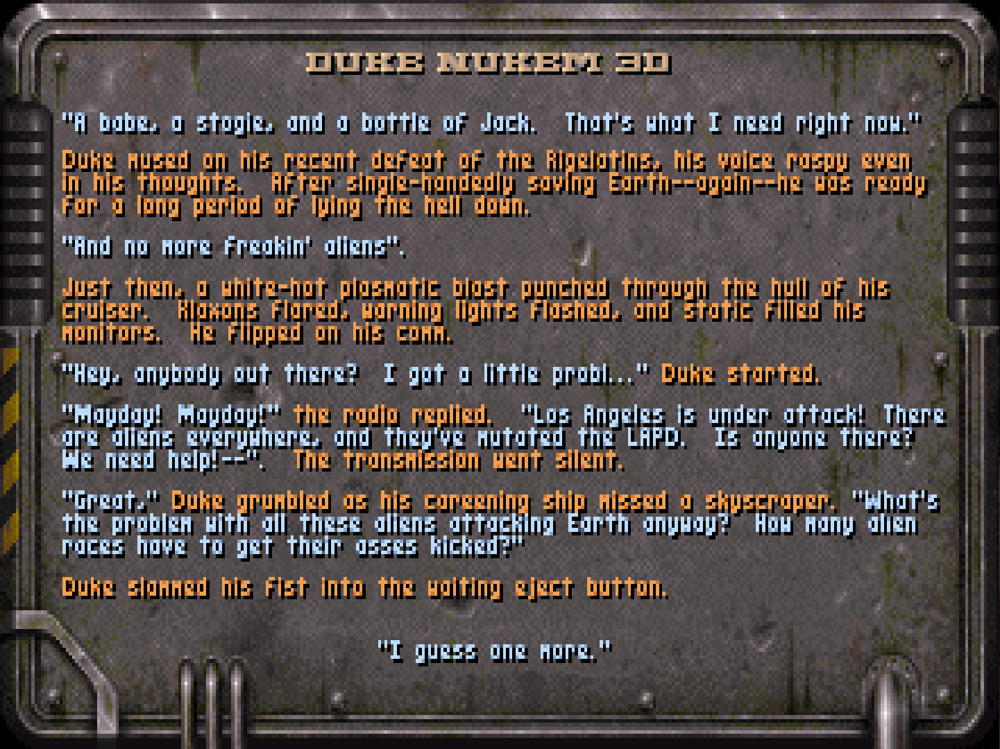 DUKE NUKEM 3D
"A babe, a stogie, and a bottle of Jack.  That's what I need right now."
Duke mused on his recent defeat of the Rigelatins, his voice raspy even
in his thoughts.  After single-handedly saving Earth--again--he was ready
for a long period of lying the hell down.
"And no more freakin' aliens".
Just then, a white-hot plasmatic blast punched through the hull of his
cruiser.  Klaxons flared, warning lights flashed, and static filled his
monitors.  He flipped on his comm.
"Hey, anybody out there?  I got a little probl..." Duke started.
"Mayday! Mayday!" the radio replied.  "Los Angeles is under attack! There
are aliens everywhere, and they've mutated the LAPD.  Is anyone there?
We need help!--".  The transmission went silent.
"Great," Duke grumbled as his careening ship missed a skyscraper. "What's
the problem with all these aliens attacking Earth anyway?  How many alien
races have to get their asses kicked?"
Duke slammed his fist into the waiting eject button.
"I guess one more."